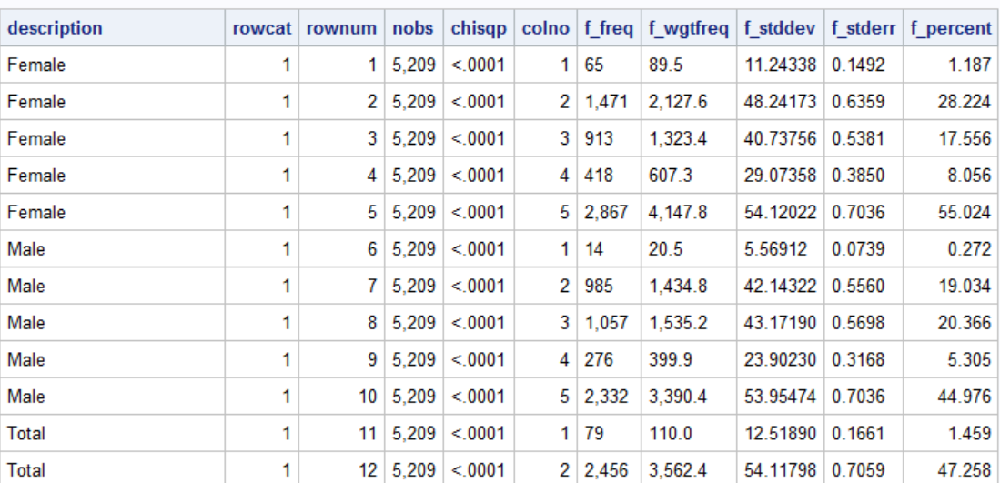 description rowcat rownum nobs chisqp colno f_freq f_wgtfreq f_stddev f_stderr f_percent
Female 1 1 5,209 <.0001 1 65 89.5 11.24338 0.1492 1.187
Female 1 2 5,209 <.0001 2 1,471 2,127.6 48.24173 0.6359 28.224
Female 1 3 5,209 <.0001 3 913 1,323.4 40.73756 0.5381 17.556
Female 1 4 5,209 <.0001 4 418 607.3 29.07358 0.3850 8.056
Female 1 5 5,209 <.0001 5 2,867 4,147.8 54.12022 0.7036 55.024
Male 1 6 5,209 <.0001 1 14 20.5 5.56912 0.0739 0.272
Male 1 7 5,209 <.0001 2 985 1,434.8 42.14322 0.5560 19.034
Male 1 8 5,209 <.0001 3 1,057 1,535.2 43.17190 0.5698 20.366
Male 1 9 5,209 <.0001 4 276 399.9 23.90230 0.3168 5.305
Male 1 10 5,209 <.0001 5 2,332 3,390.4 53.95474 0.7036 44.976
Total 1 11 5,209 <.0001 1 79 110.0 12.51890 0.1661 1.459
Total 1 12 5,209 <.0001 2 2,456 3,562.4 54.11798 0.7059 47.258